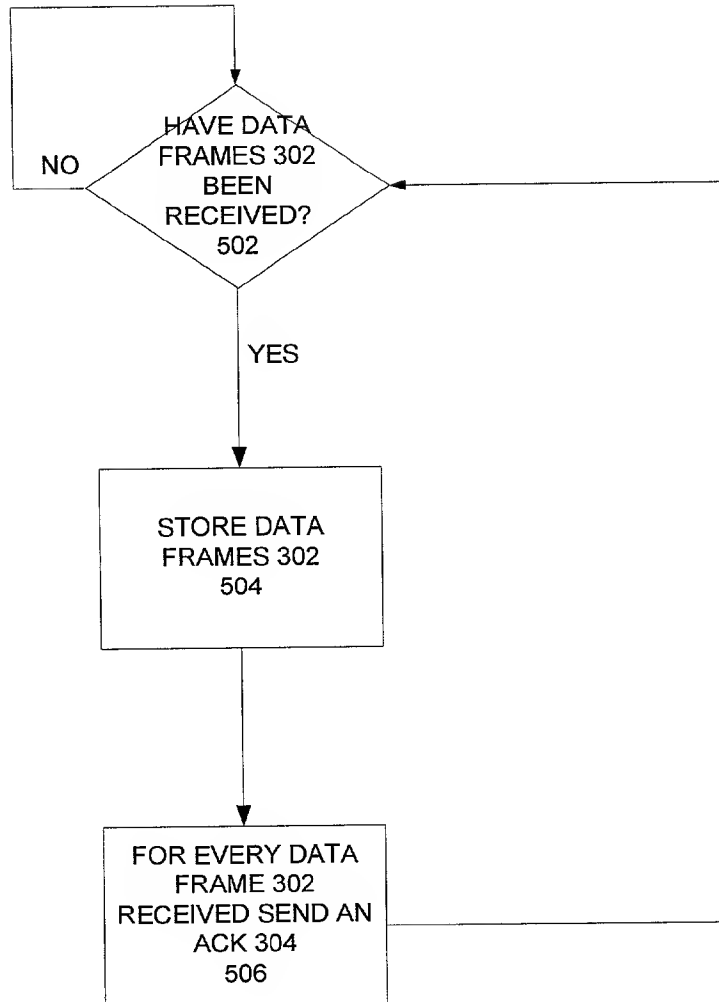 HAVE DATA
FRAMES 302
BEEN
RECEIVED?
502
NO
YES
STORE DATA
FRAMES 302
504
FOR EVERY DATA
FRAME 302
RECEIVED SEND AN
ACK 304
506